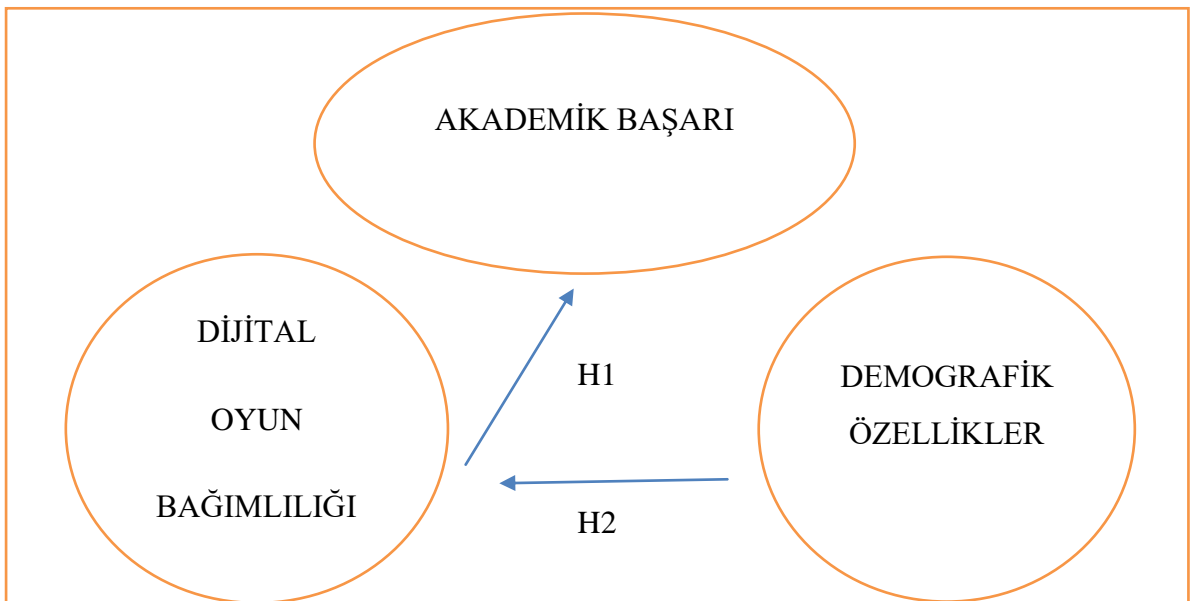 AKADEMİK BAŞARI
DİJİTAL
OYUN
BAĞIMLILIĞI
H1
H2
DEMOGRAFİK
ÖZELLİKLER